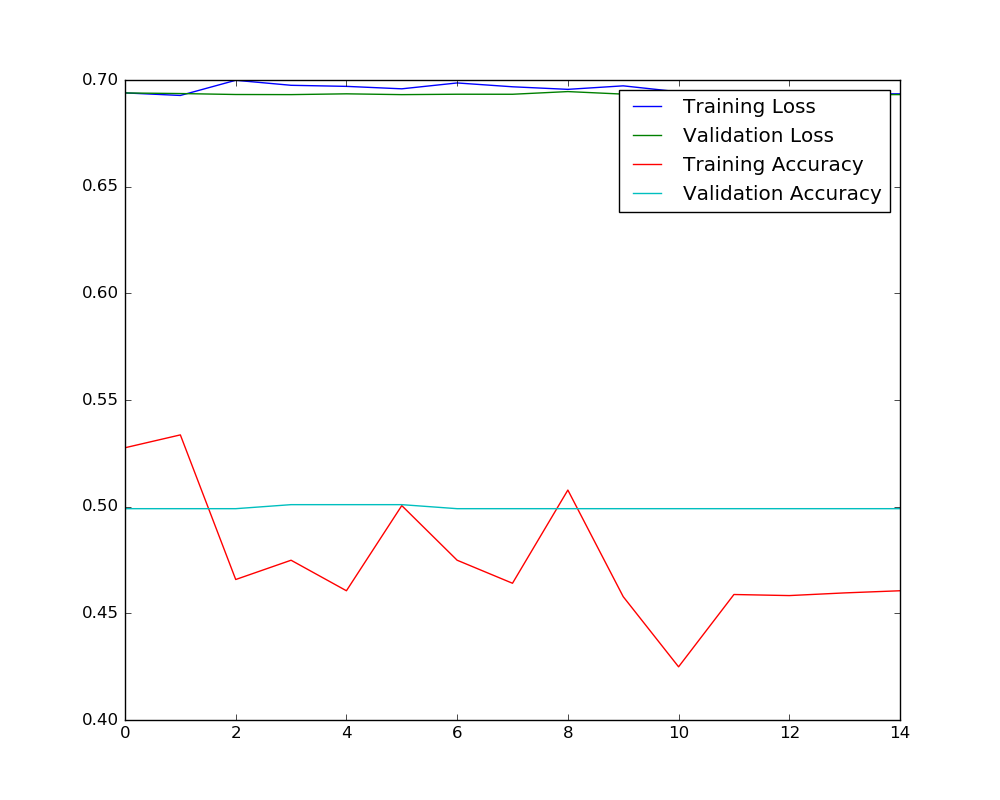 0.70
Training Loss
Validation Loss
Training Accuracy
Validation Accuracy
0.65
0.60
0.55
0.50
0.45
0.40
0 2 4 6 8 10 12 14